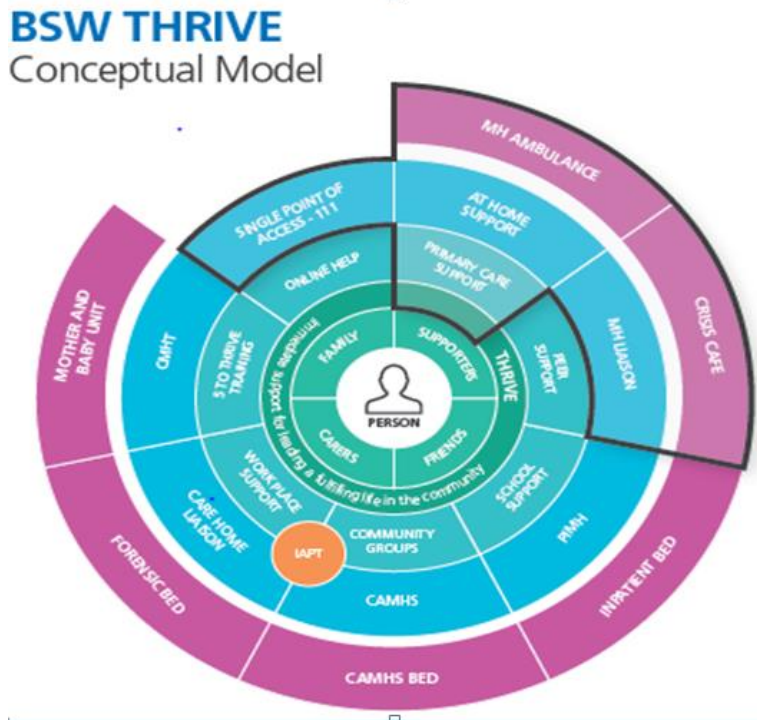 BSW THRIVE
Conceptual Model
MH AMBULANCE
CRISIS CAFE
INPATIENT BED
CAMHS BED
FORENSIC BED
MOTHER AND
BABY UNIT
SINGLE POINT OF
ACCESS - 111
AT HOME
SUPPORT
MH LIAISON
PIMH
CAMHS
CARE HOME
LIAISON
CMHT
ONLINE HELP
PRIMARY CARE
SUPPORT
PEER
SUPPORT
SCHOOL
SUPPORT
COMMUNITY
GROUPS
IAPT
WORK PLACE
SUPPORT
5 TO THRIVE
TRAINING
THRIVE
Immediate support for leading a fulfilling life in the community
FAMILY
SUPPORTERS
FRIENDS
CARERS
PERSON